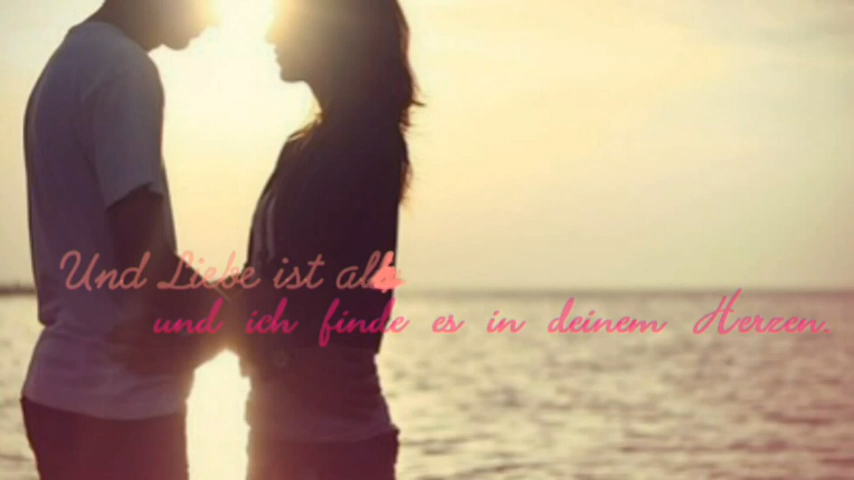 Und Liebe ist
und ich finde es in deinem Herzen.